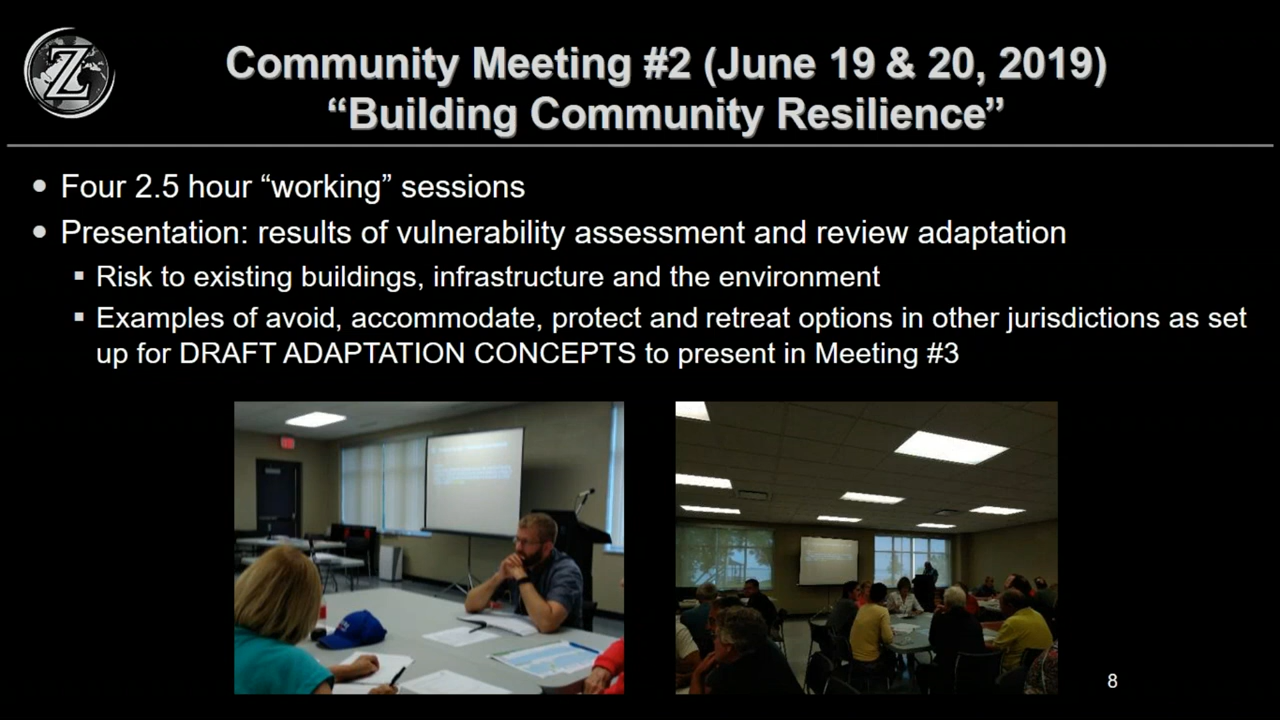 Z
Community Meeting #2 (June 19 & 20, 2019)
“Building Community Resilience”
• Four 2.5 hour “working” sessions
• Presentation: results of vulnerability assessment and review adaptation
▪ Risk to existing buildings, infrastructure and the environment
▪ Examples of avoid, accommodate, protect and retreat options in other jurisdictions as set
up for DRAFT ADAPTATION CONCEPTS to present in Meeting #3
8